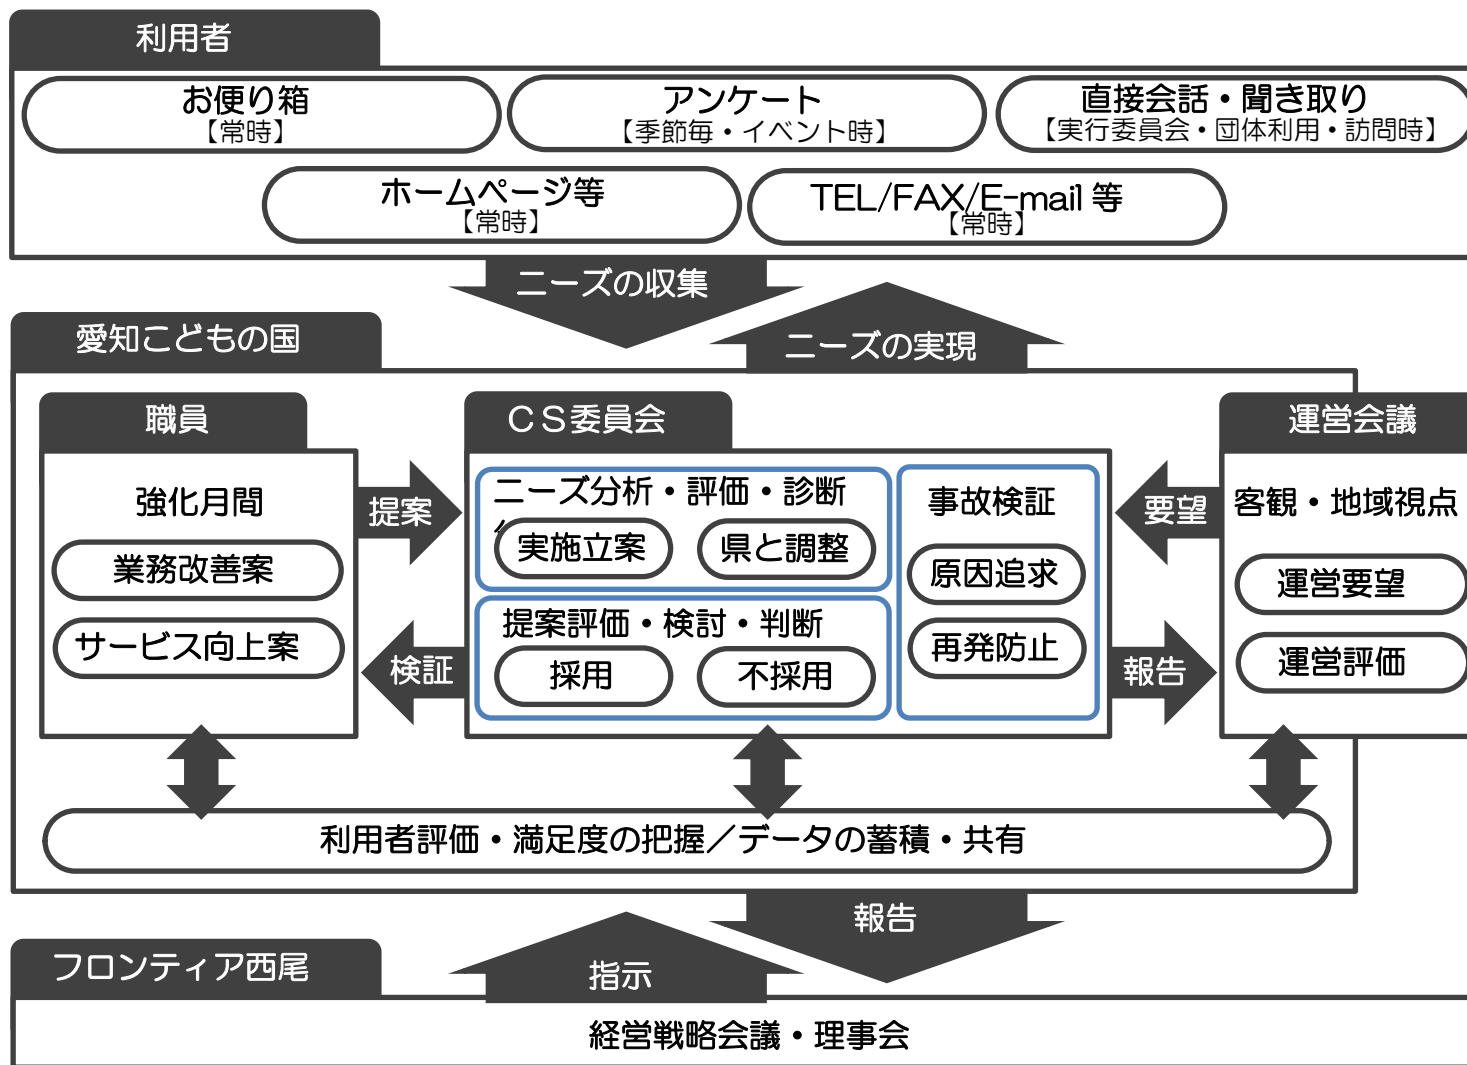 利用者
お便り箱
【常時】
アンケート
【季節毎・イベント時】
直接会話・聞き取り
【実行委員会・団体利用・訪問時】
ホームページ等
【常時】
TEL/FAX/E-mail 等
【常時】
ニーズの収集
ニーズの実現
愛知こどもの国
職員
強化月間
業務改善案
サービス向上案
提案
検証
CS委員会
ニーズ分析・評価・診断
実施立案
県と調整
提案評価・検討・判断
採用
不採用
事故検証
原因追求
再発防止
要望
報告
運営会議
客観・地域視点
運営要望
運営評価
利用者評価・満足度の把握/データの蓄積・共有
報告
指示
フロンティア西尾
経営戦略会議・理事会